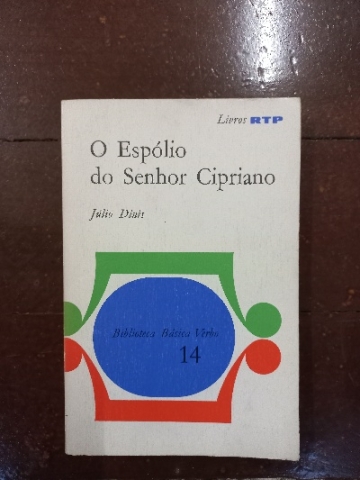 Livros RTP
O Espólio
do Senhor Cipriano
Júlio Dinis
Biblioteca Básica Verbo
14